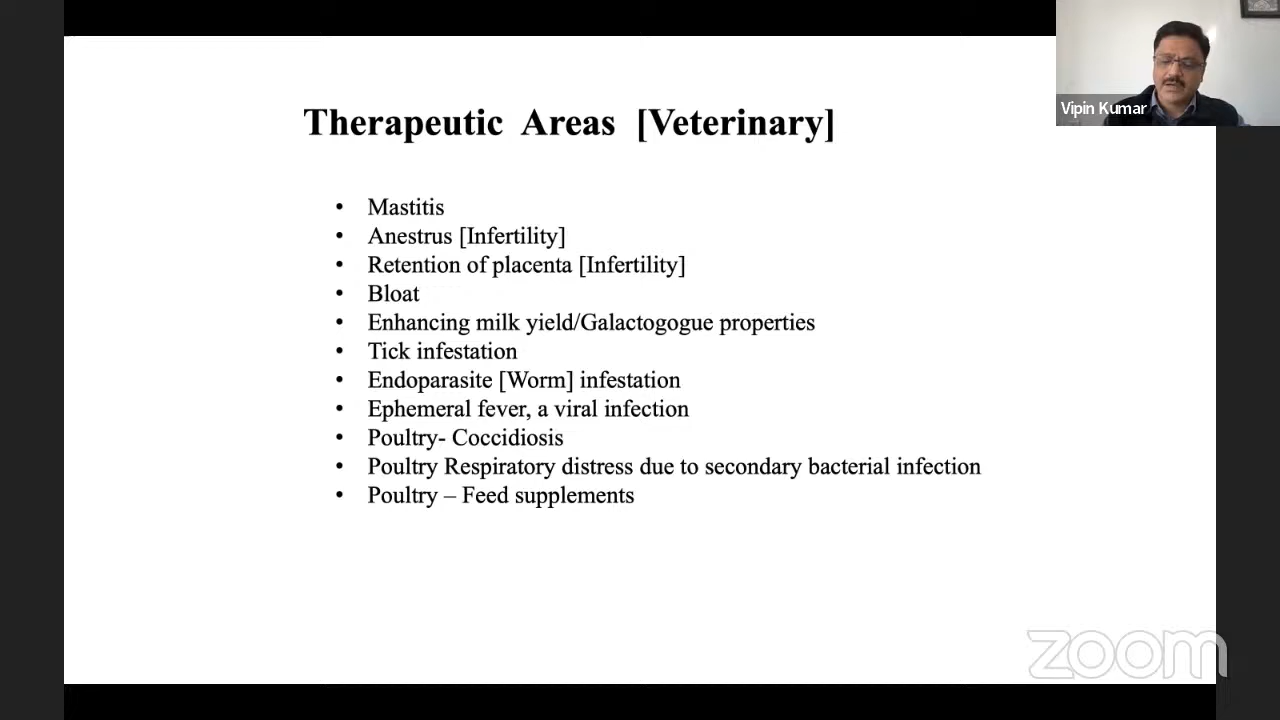 Vipin Kumar
Therapeutic Areas [Veterinary]
• Mastitis
• Anestrus [Infertility]
• Retention of placenta [Infertility]
• Bloat
• Enhancing milk yield/Galactogogue properties
• Tick infestation
• Endoparasite [Worm] infestation
• Ephemeral fever, a viral infection
• Poultry- Coccidiosis
• Poultry Respiratory distress due to secondary bacterial infection
• Poultry – Feed supplements
zoom